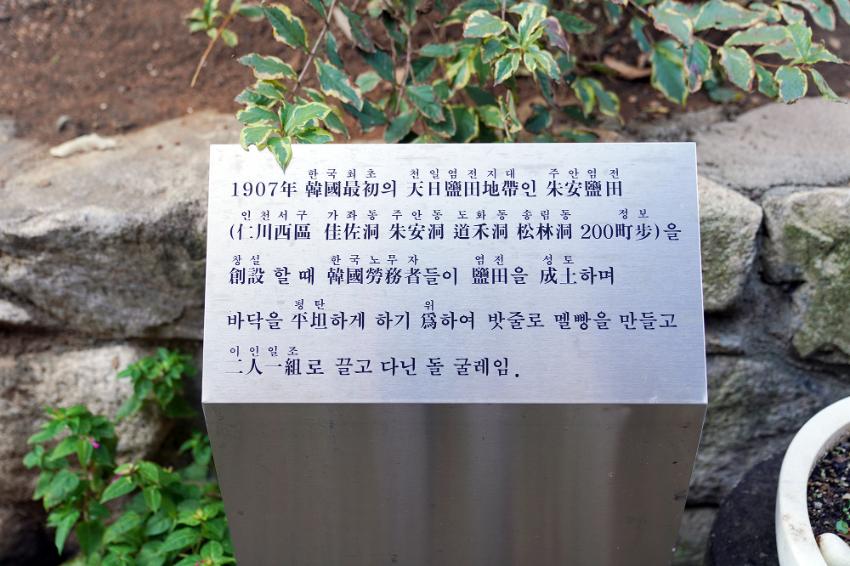 한국최초 천일염전지대 주안염전
1907年 韓國最初의 天日鹽田地帶인 朱安鹽田
인천서구 가좌동 주안동 도화동 송림동 정보
(仁川西區 佳佐洞 朱安洞 道禾洞 松林洞 200町步)을
창설 한국노무자 염전 성토
創設 할 때 韓國勞務者들이 鹽田을 成土하며
평탄 위
바닥을 平坦하게 하기 爲하여 밧줄로 멜빵을 만들고
이인일조
二人一組로 끌고 다닌 돌 굴레임.